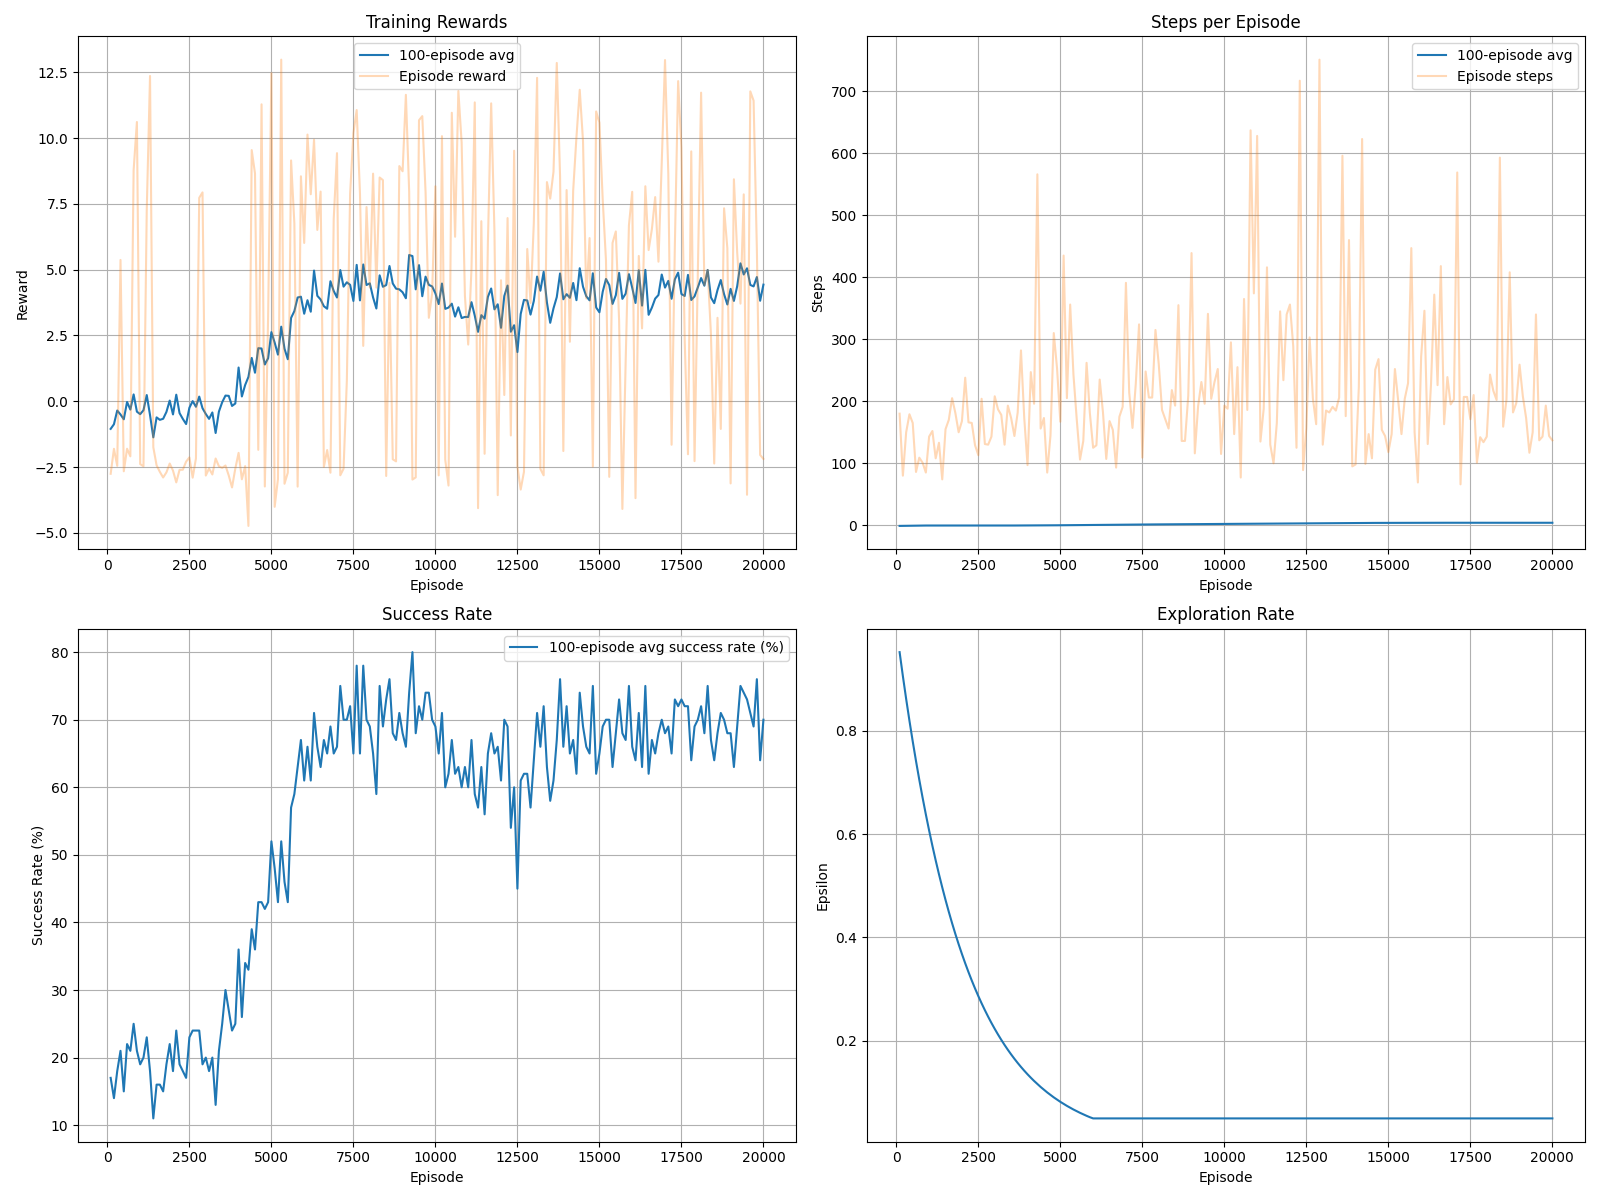 Training Rewards
100-episode avg
Episode reward
12.5
10.0
7.5
5.0
2.5
0.0
−2.5
−5.0
Reward
0 2500 5000 7500 10000 12500 15000 17500 20000
Episode
Steps per Episode
100-episode avg
Episode steps
700
600
500
400
300
200
100
0
Steps
0 2500 5000 7500 10000 12500 15000 17500 20000
Episode
Success Rate
100-episode avg success rate (%)
80
70
60
50
40
30
20
10
Success Rate (%)
0 2500 5000 7500 10000 12500 15000 17500 20000
Episode
Exploration Rate
0.8
0.6
0.4
0.2
Epsilon
0 2500 5000 7500 10000 12500 15000 17500 20000
Episode